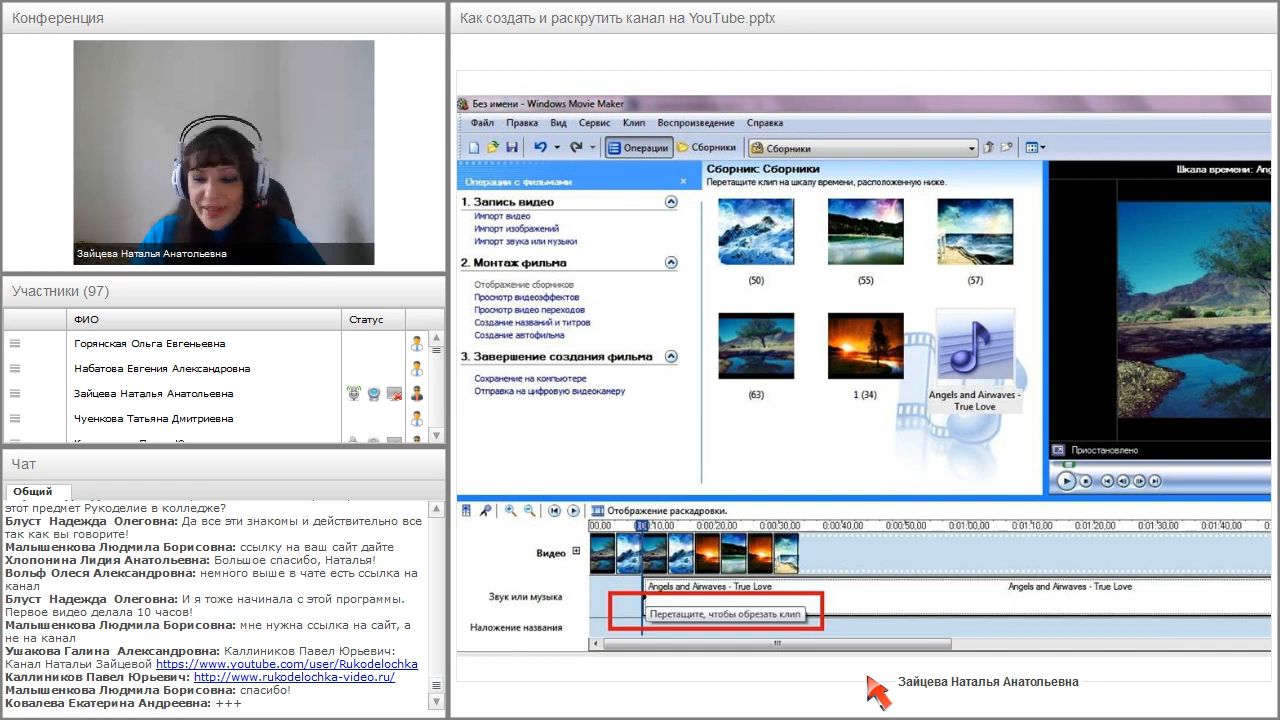 Конференция
Зайцева Наталья Анатольевна
Участники (97)
ФИО
Статус
Горянская Ольга Евгеньевна
Набатова Евгения Александровна
Зайцева Наталья Анатольевна
Чуенкова Татьяна Дмитриевна
Чат
Общий
этот предмет Рукоделие в колледже?
Блуст Надежда Олеговна: Да все эти знакомы и действительно все
так как вы говорите!
Малышенкова Людмила Борисовна: ссылку на ваш сайт дайте
Хлопонина Лидия Анатольевна: Большое спасибо, Наталья!
Вольф Олеся Александровна: немного выше в чате есть ссылка на
канал
Блуст Надежда Олеговна: И я тоже начинала с этой програмы.
Первое видео делала 10 часов!
Малышенкова Людмила Борисовна: мне нужна ссылка на сайт, а
не на канал
Ушакова Галина Александровна: Каллиников Павел Юрьевич:
Канал Натальи Зайцевой https://www.youtube.com/user/Rukodelochka
Каллиников Павел Юрьевич: http://www.rukodelochka-video.ru/
Малышенкова Людмила Борисовна: спасибо!
Ковалева Екатерина Андреевна: +++
Как создать и раскрутить канал на YouTube.pptx
Без имени - Windows Movie Maker
Файл Правка Вид Сервис Клип Воспроизведение Справка
Операции Сборники Сборники
Операции с фильмами
1. Запись видео
Импорт видео
Импорт изображений
Импорт звука или музыки
2. Монтаж фильма
Отображение сборников
Просмотр видеоэффектов
Просмотр видео переходов
Создание названий и титров
Создание автофильма
3. Завершение создания фильма
Сохранение на компьютере
Отправка на цифровую видеокамеру
Сборник: Сборники
Перетащите клип на шкалу времени, расположенную ниже.
(50) (55) (57)
(63) 1 (34) Angels and Airwaves -
True Love
Шкала времени: Ang
Приостановлено
Отображение раскадровки.
00,00 10,00 0:00:20,00 0:00:30,00 0:00:40,00 0:00:50,00 0:01:00,00 0:01:10,00 0:01:20,00 0:01:30,00 0:01:40,00
Видео
Звук или музыка
Angels and Airwaves - True Love Angels and Airwaves - True Love
Перетащите, чтобы обрезать клип
Наложение названия
Зайцева Наталья Анатольевна